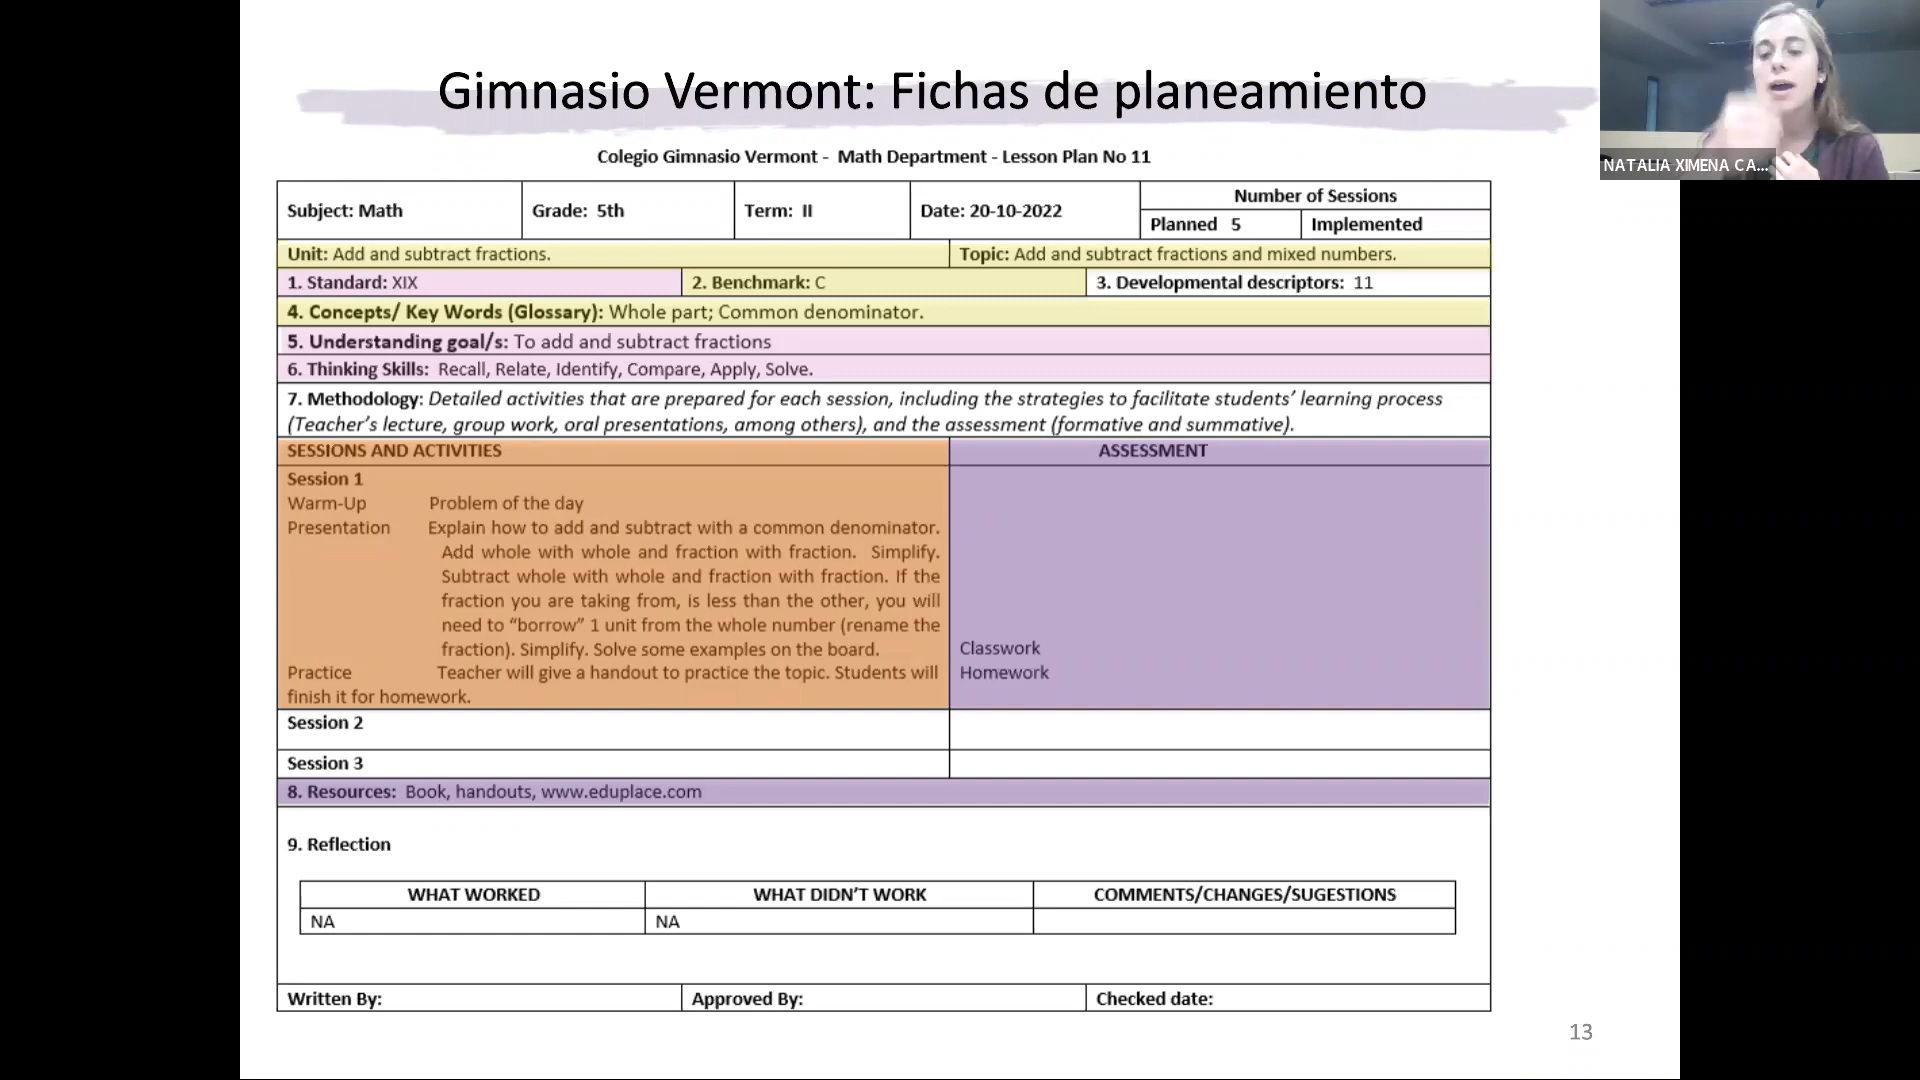 Gimnasio Vermont: Fichas de planeamiento
NATALIA XIMENA CA...
Colegio Gimnasio Vermont - Math Department - Lesson Plan No 11
Subject: Math
Grade: 5th
Term: II
Date: 20-10-2022
Number of Sessions
Planned 5
Implemented
Unit: Add and subtract fractions.
Topic: Add and subtract fractions and mixed numbers.
1. Standard: XIX
2. Benchmark: C
3. Developmental descriptors: 11
4. Concepts/ Key Words (Glossary): Whole part; Common denominator.
5. Understanding goal/s: To add and subtract fractions
6. Thinking Skills: Recall, Relate, Identify, Compare, Apply, Solve.
7. Methodology: Detailed activities that are prepared for each session, including the strategies to facilitate students' learning process
(Teacher's lecture, group work, oral presentations, among others), and the assessment (formative and summative).
SESSIONS AND ACTIVITIES
ASSESSMENT
Session 1
Warm-Up Problem of the day
Presentation Explain how to add and subtract with a common denominator.
Add whole with whole and fraction with fraction. Simplify.
Subtract whole with whole and fraction with fraction. If the
fraction you are taking from, is less than the other, you will
need to “borrow” 1 unit from the whole number (rename the
fraction). Simplify. Solve some examples on the board.
Practice Teacher will give a handout to practice the topic. Students will
finish it for homework.
Classwork
Homework
Session 2
Session 3
8. Resources: Book, handouts, www.eduplace.com
9. Reflection
WHAT WORKED
WHAT DIDN'T WORK
COMMENTS/CHANGES/SUGESTIONS
NA
NA
Written By:
Approved By:
Checked date:
13